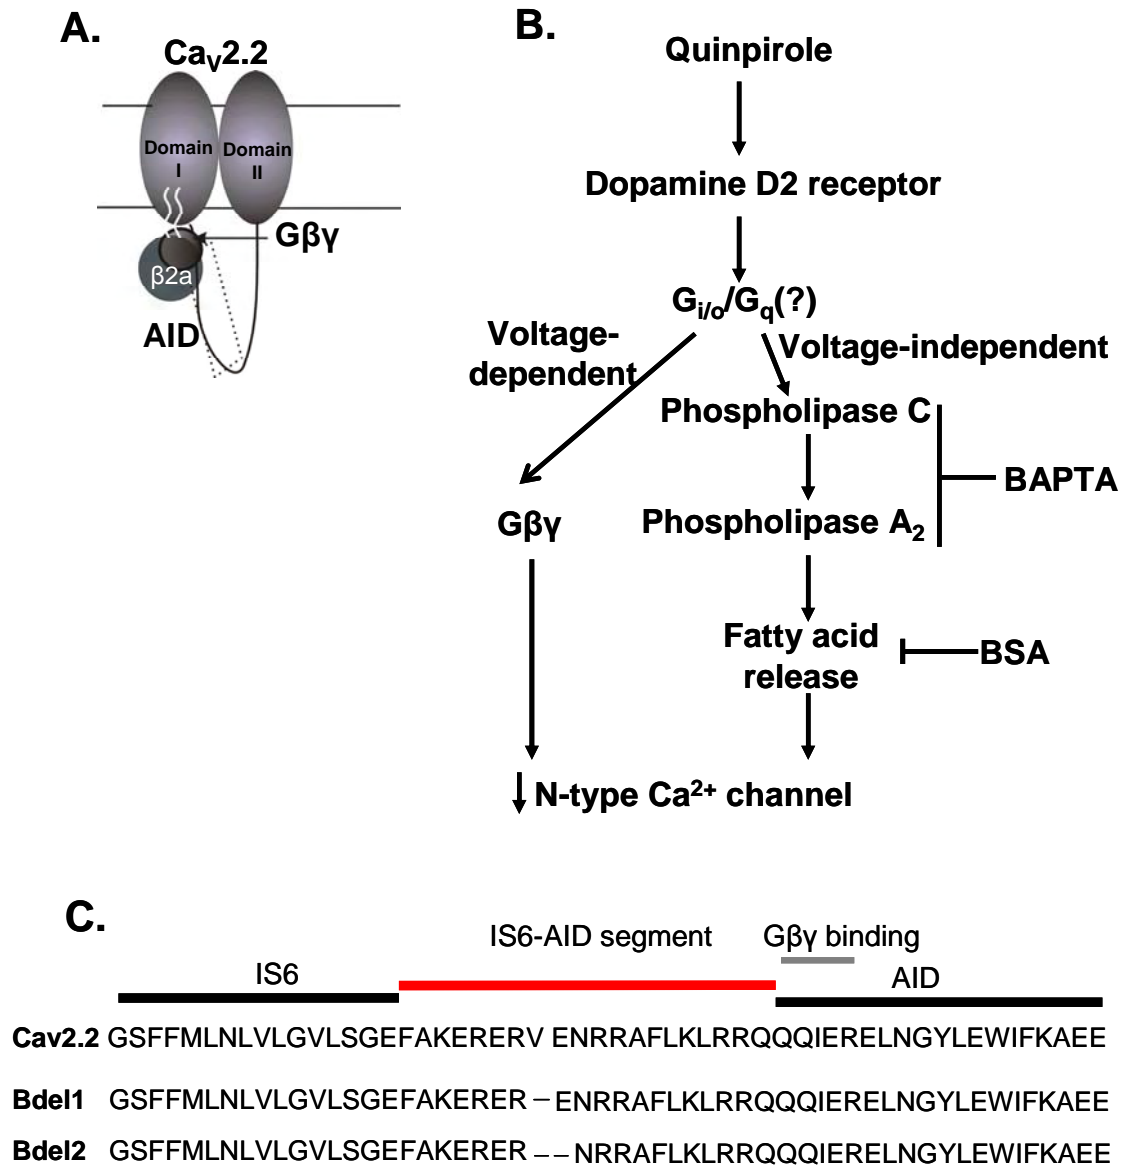 A.
Cav2.2
Domain I
Domain II
Gβγ
β2a
AID
B.
Quinpirole
Dopamine D2 receptor
Gi/o/Gq(?)
Voltage-
dependent
Voltage-independent
Phospholipase C
BAPTA
Gβγ
Phospholipase A2
Fatty acid
release
BSA
↓ N-type Ca2+ channel
C.
IS6-AID segment
Gβγ binding
IS6
AID
Cav2.2 GSFFMLNLVLGVLSGEFAKERERV ENRRAFLKLRRQQQIERELNGYLEWIFKAEE
Bdel1 GSFFMLNLVLGVLSGEFAKERER –ENRRAFLKLRRQQQIERELNGYLEWIFKAEE
Bdel2 GSFFMLNLVLGVLSGEFAKERER – – NRRAFLKLRRQQQIERELNGYLEWIFKAEE